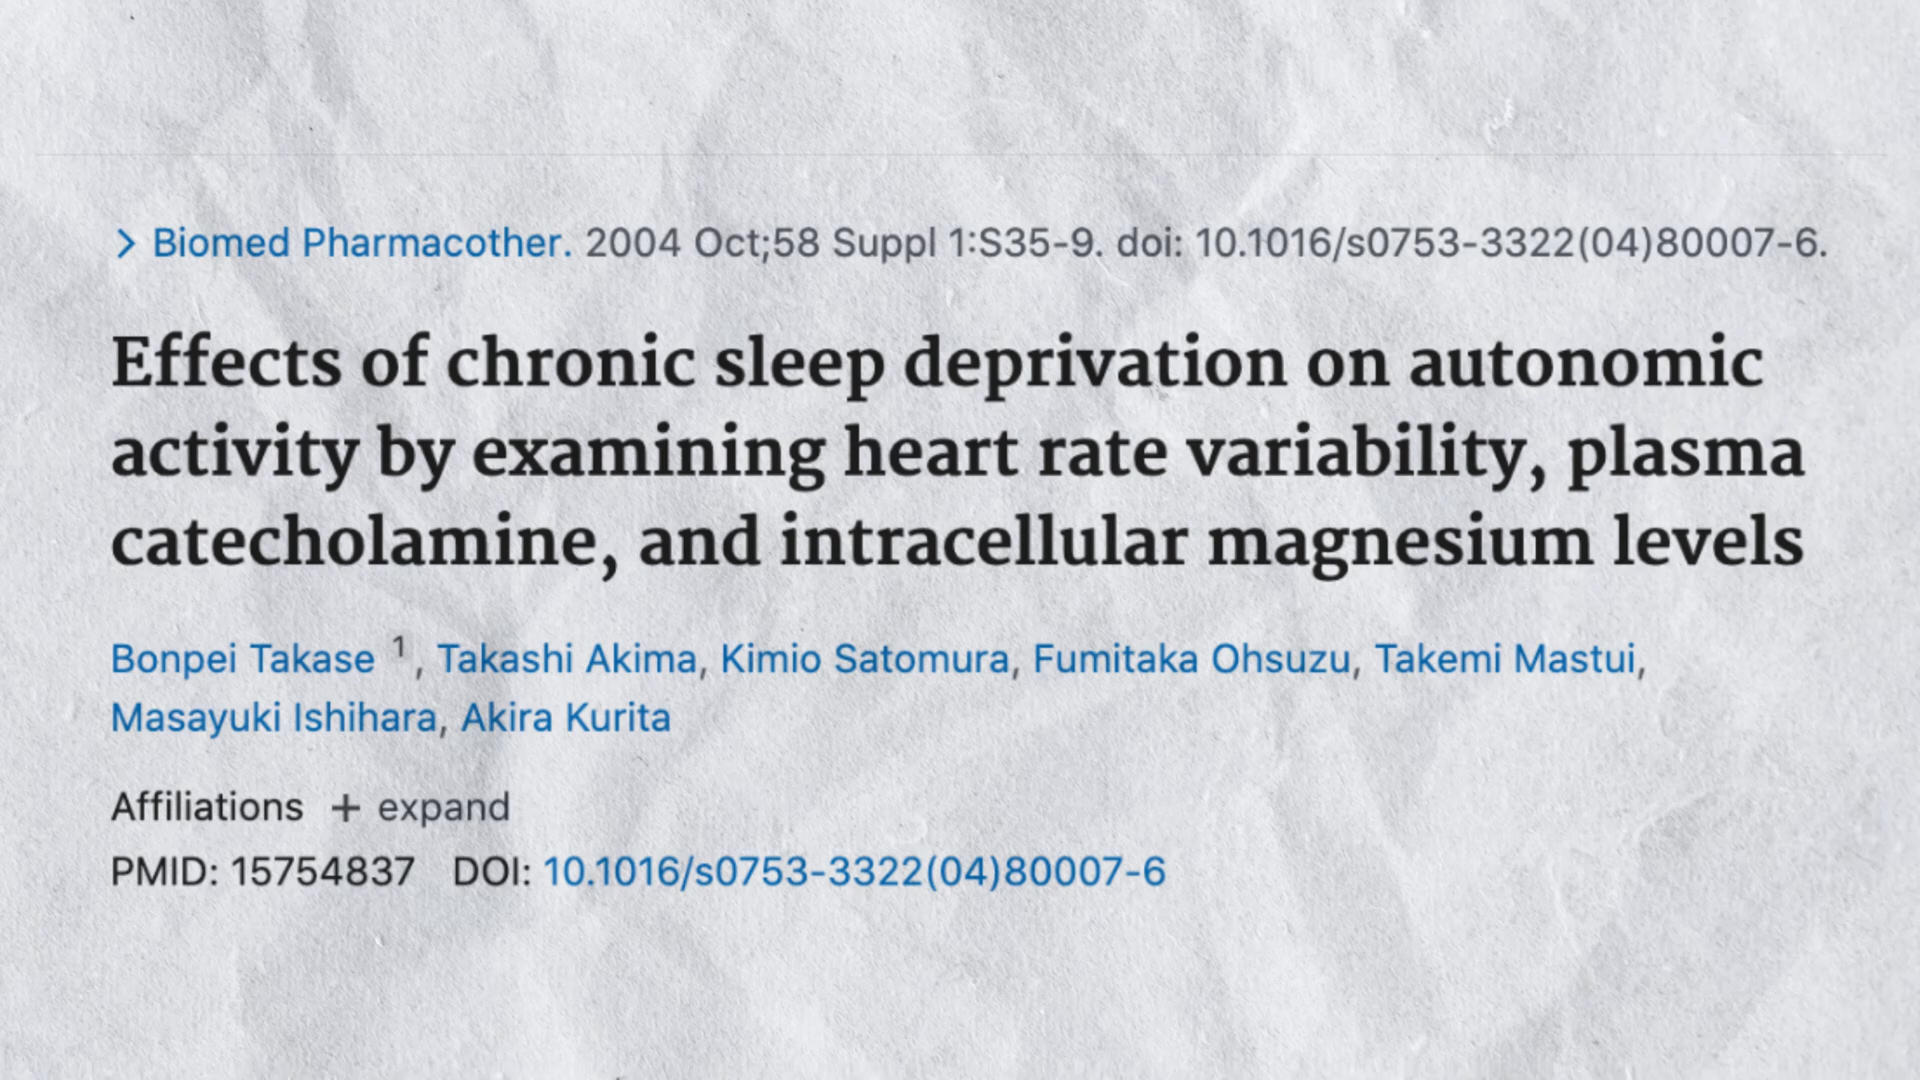 > Biomed Pharmacother. 2004 Oct;58 Suppl 1:S35-9. doi: 10.1016/s0753-3322(04)80007-6.
Effects of chronic sleep deprivation on autonomic
activity by examining heart rate variability, plasma
catecholamine, and intracellular magnesium levels
Bonpei Takase 1, Takashi Akima, Kimio Satomura, Fumitaka Ohsuzu, Takemi Mastui,
Masayuki Ishihara, Akira Kurita
Affiliations + expand
PMID: 15754837 DOI: 10.1016/s0753-3322(04)80007-6